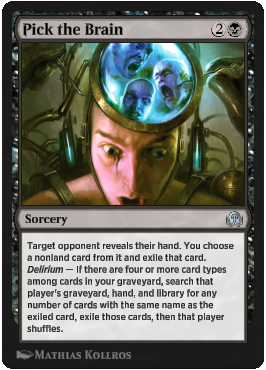 Pick the Brain 2
Sorcery
Target opponent reveals their hand. You choose
a nonland card from it and exile that card.
Delirium — If there are four or more card types
among cards in your graveyard, search that
player's graveyard, hand, and library for any
number of cards with the same name as the
exiled card, exile those cards, then that player
shuffles.
MATHIAS KOLLROS